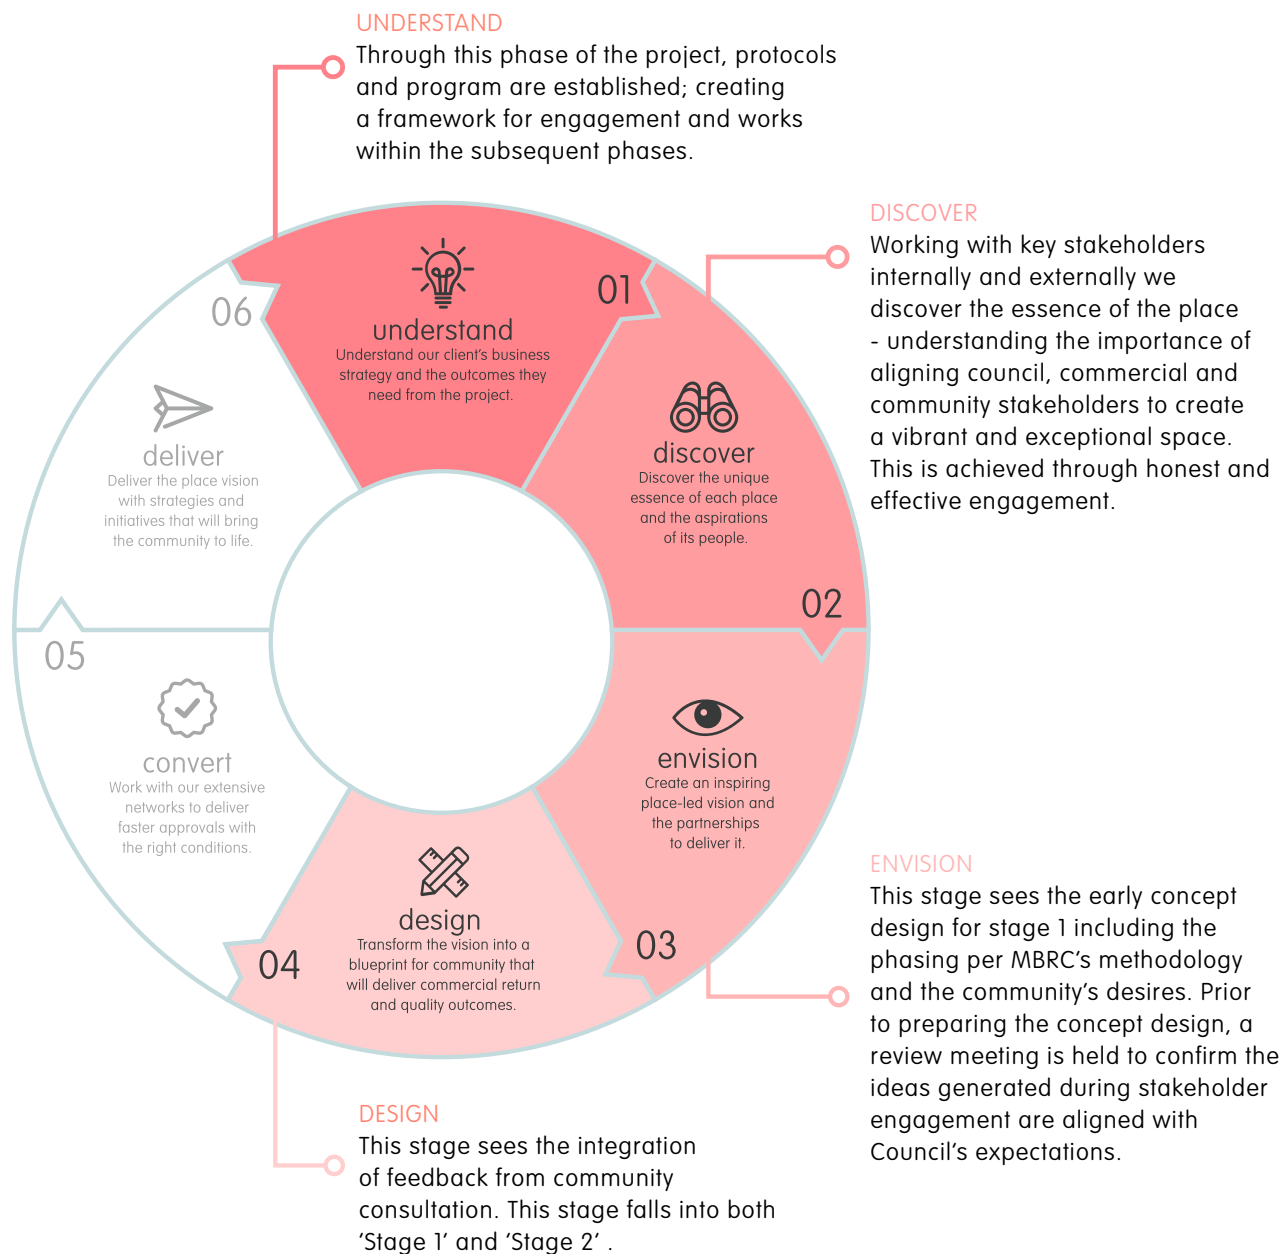 UNDERSTAND
Through this phase of the project, protocols
and program are established; creating
a framework for engagement and works
within the subsequent phases.
DISCOVER
Working with key stakeholders
internally and externally we
discover the essence of the place
- understanding the importance of
aligning council, commercial and
community stakeholders to create
a vibrant and exceptional space.
This is achieved through honest and
effective engagement.
01
understand
Understand our client's business
strategy and the outcomes they
need from the project.
discover
Discover the unique
essence of each place
and the aspirations
of its people.
02
envision
Create an inspiring
place-led vision and
the partnerships
to deliver it.
03
design
Transform the vision into a
blueprint for community that
will deliver commercial return
and quality outcomes.
04
convert
Work with our extensive
networks to deliver
faster approvals with
the right conditions.
05
deliver
Deliver the place vision
with strategies and
initiatives that will bring
the community to life.
06
ENVISION
This stage sees the early concept
design for stage 1 including the
phasing per MBRC's methodology
and the community's desires. Prior
to preparing the concept design, a
review meeting is held to confirm the
ideas generated during stakeholder
engagement are aligned with
Council's expectations.
DESIGN
This stage sees the integration
of feedback from community
consultation. This stage falls into both
'Stage 1' and 'Stage 2' .